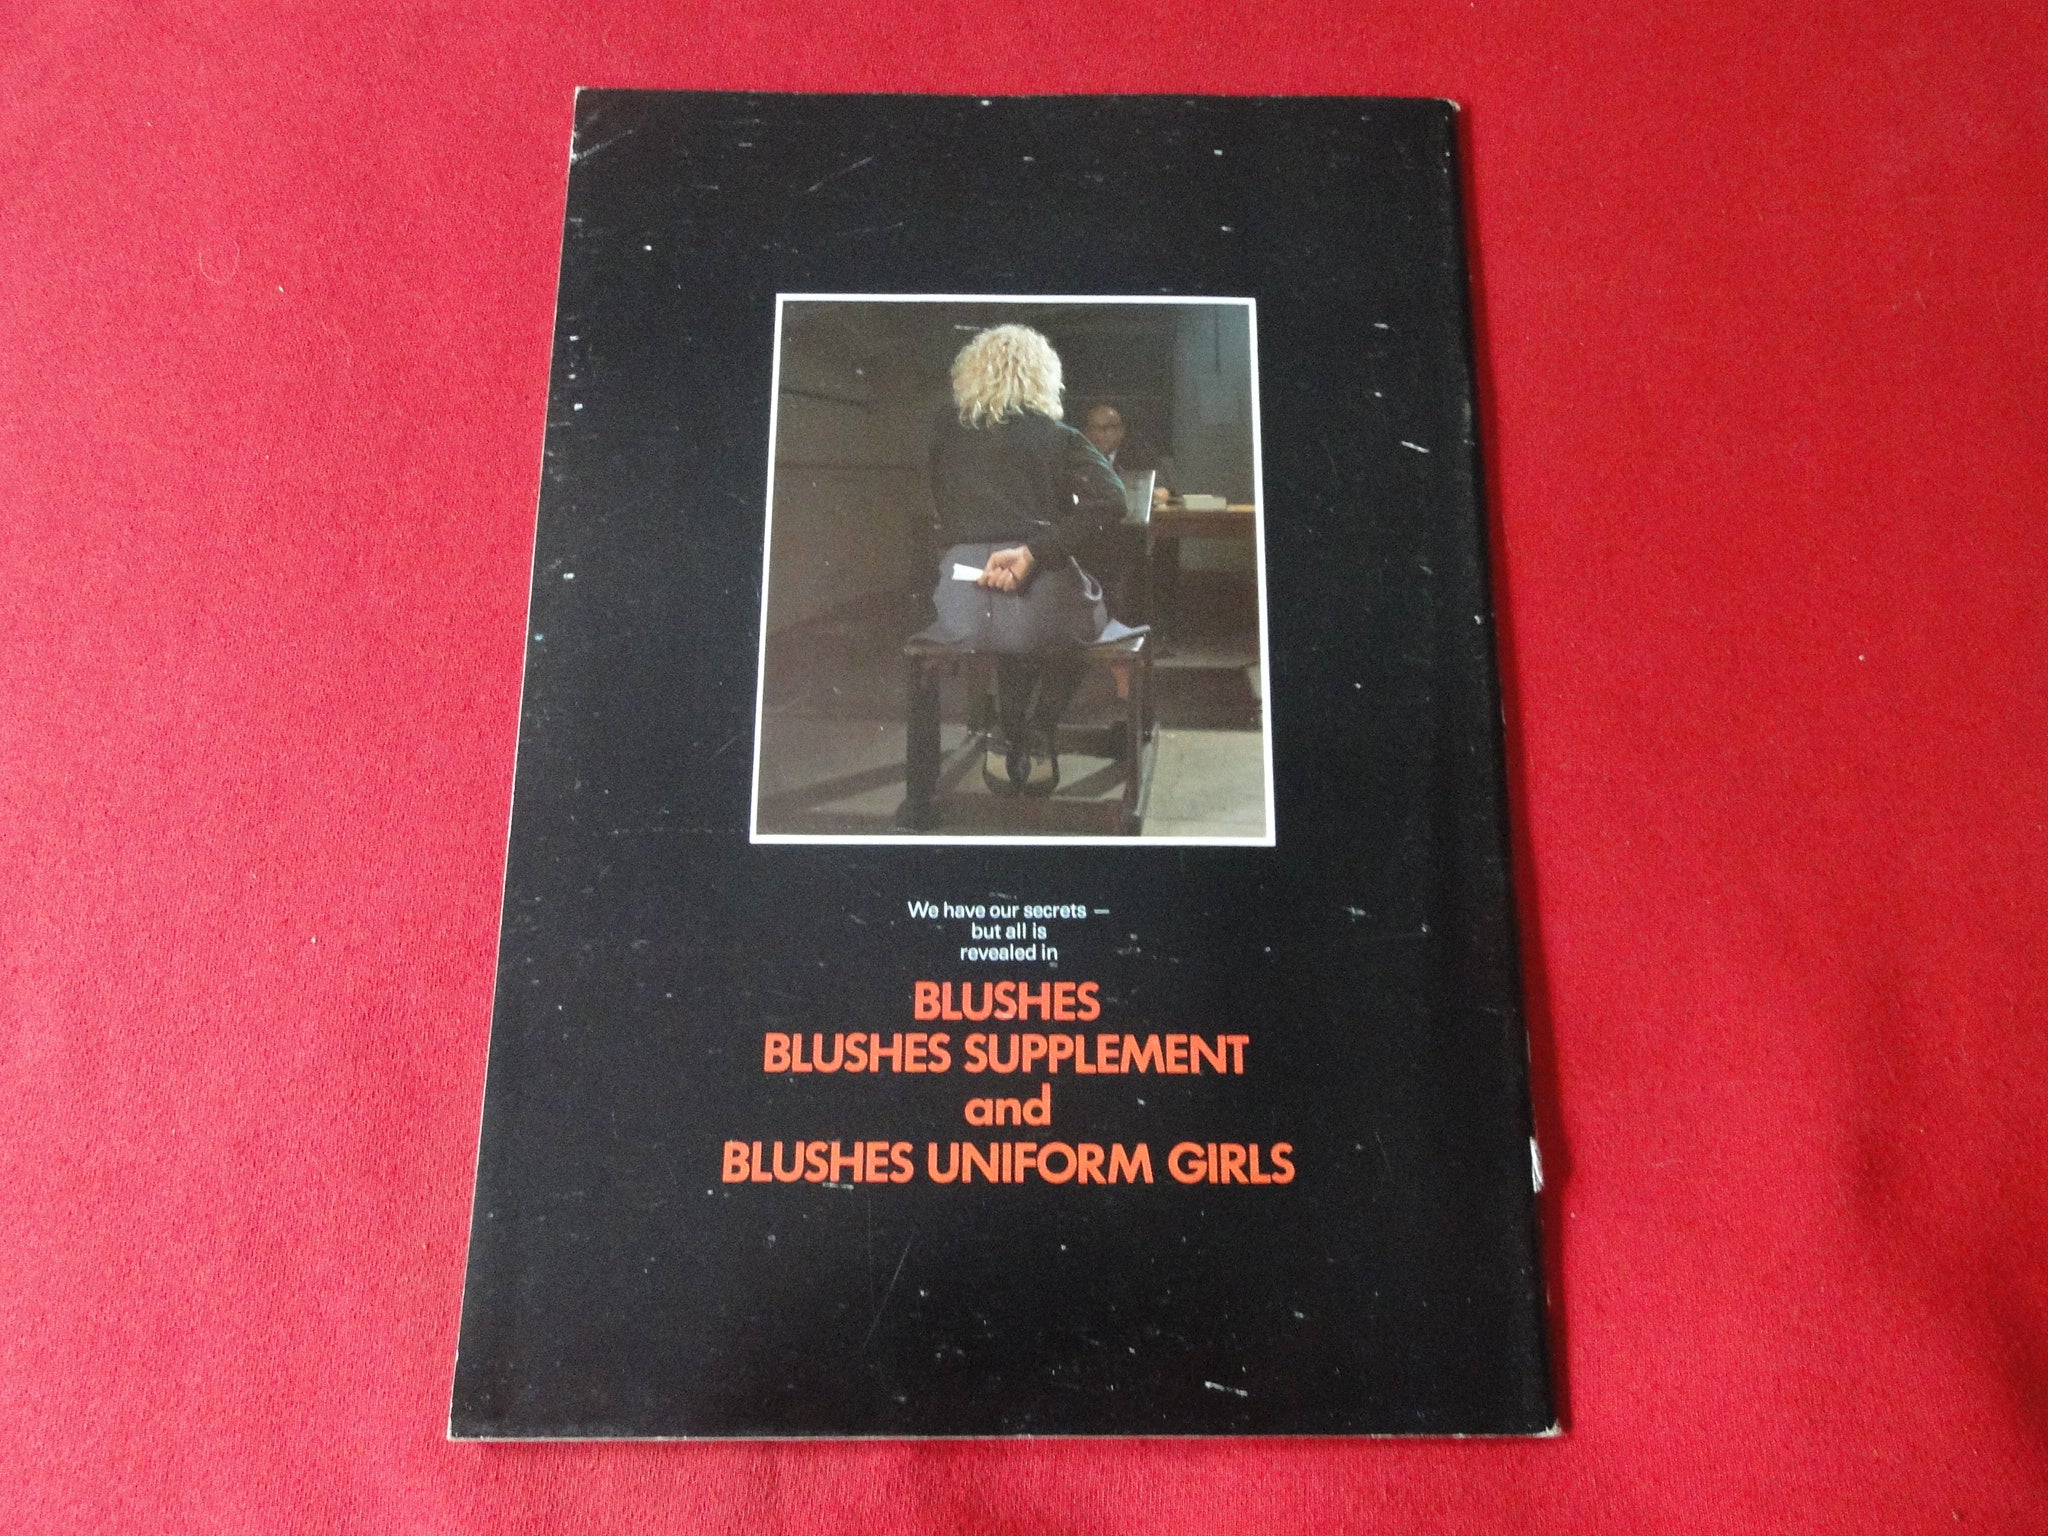 We have our secrets —
but all is
revealed in
BLUSHES
BLUSHES SUPPLEMENT
and
BLUSHES UNIFORM GIRLS